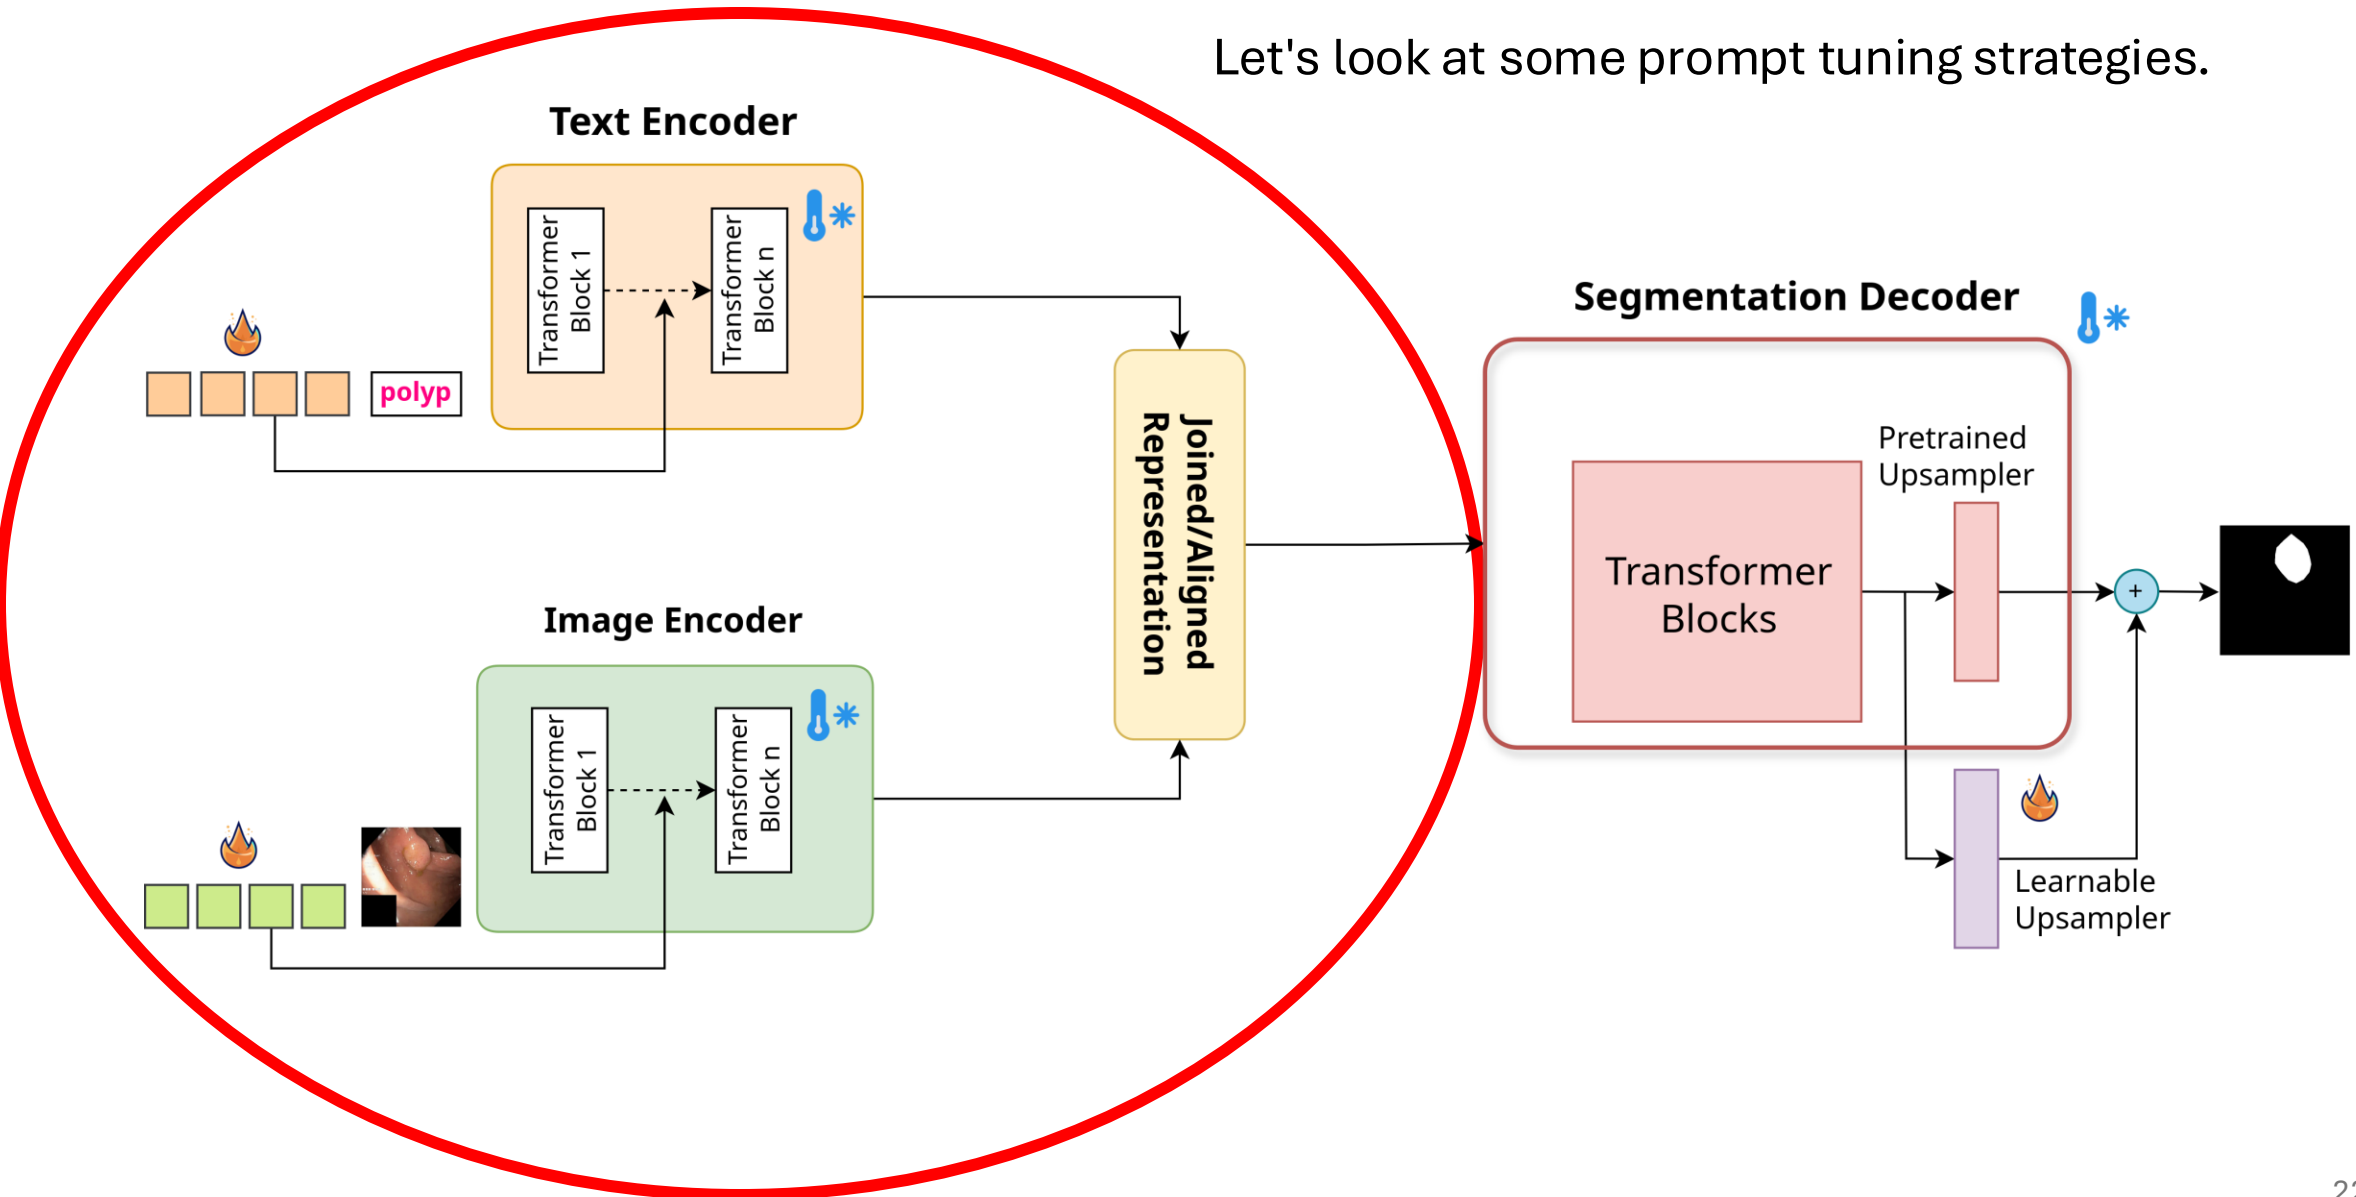 Let's look at some prompt tuning strategies.
Text Encoder
Transformer
Block 1
Transformer
Block n
polyp
Image Encoder
Transformer
Block 1
Transformer
Block n
Joined/Aligned
Representation
Segmentation Decoder
Transformer
Blocks
Pretrained
Upsampler
+
Learnable
Upsampler